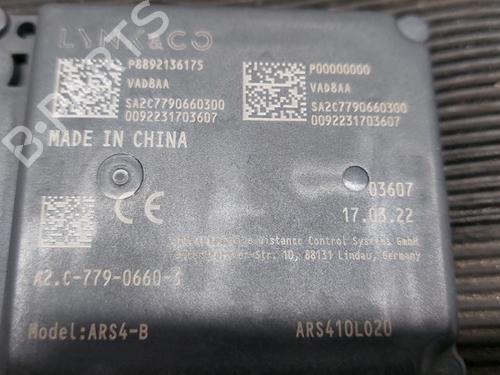 LYNK&CO
P8892136175
VAD8AA
SA2C7790660300
0092231703607
P00000000
VAD8AA
SA2C7790660300
0092231703607
MADE IN CHINA
03607
17.03.22
CE
Distance Control Systems GmbH
Str. 10, 88131 Lindau, Germany
A2.C-779-0660-3
Model:ARS4-B
ARS410L020
B-PARTS